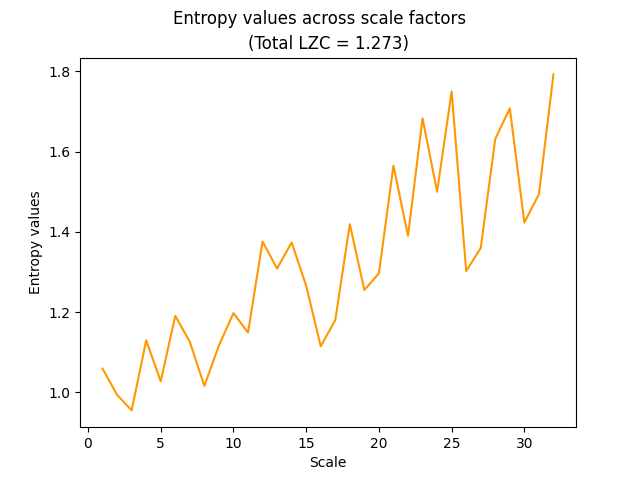 Entropy values across scale factors
(Total LZC = 1.273)
1.8
1.6
1.4
1.2
1.0
Entropy values
0 5 10 15 20 25 30
Scale